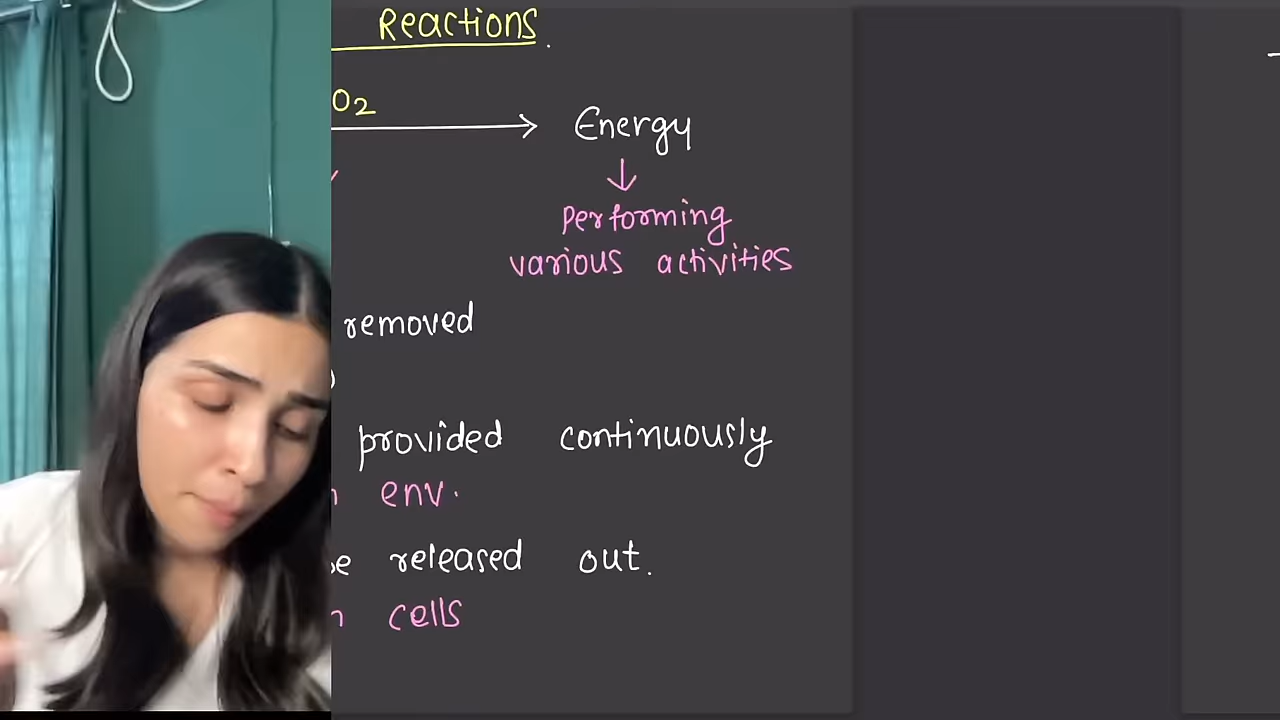 Reactions.
O2
Energy
↓
Performing
various activities
removed
provided continuously
env.
released out.
cells